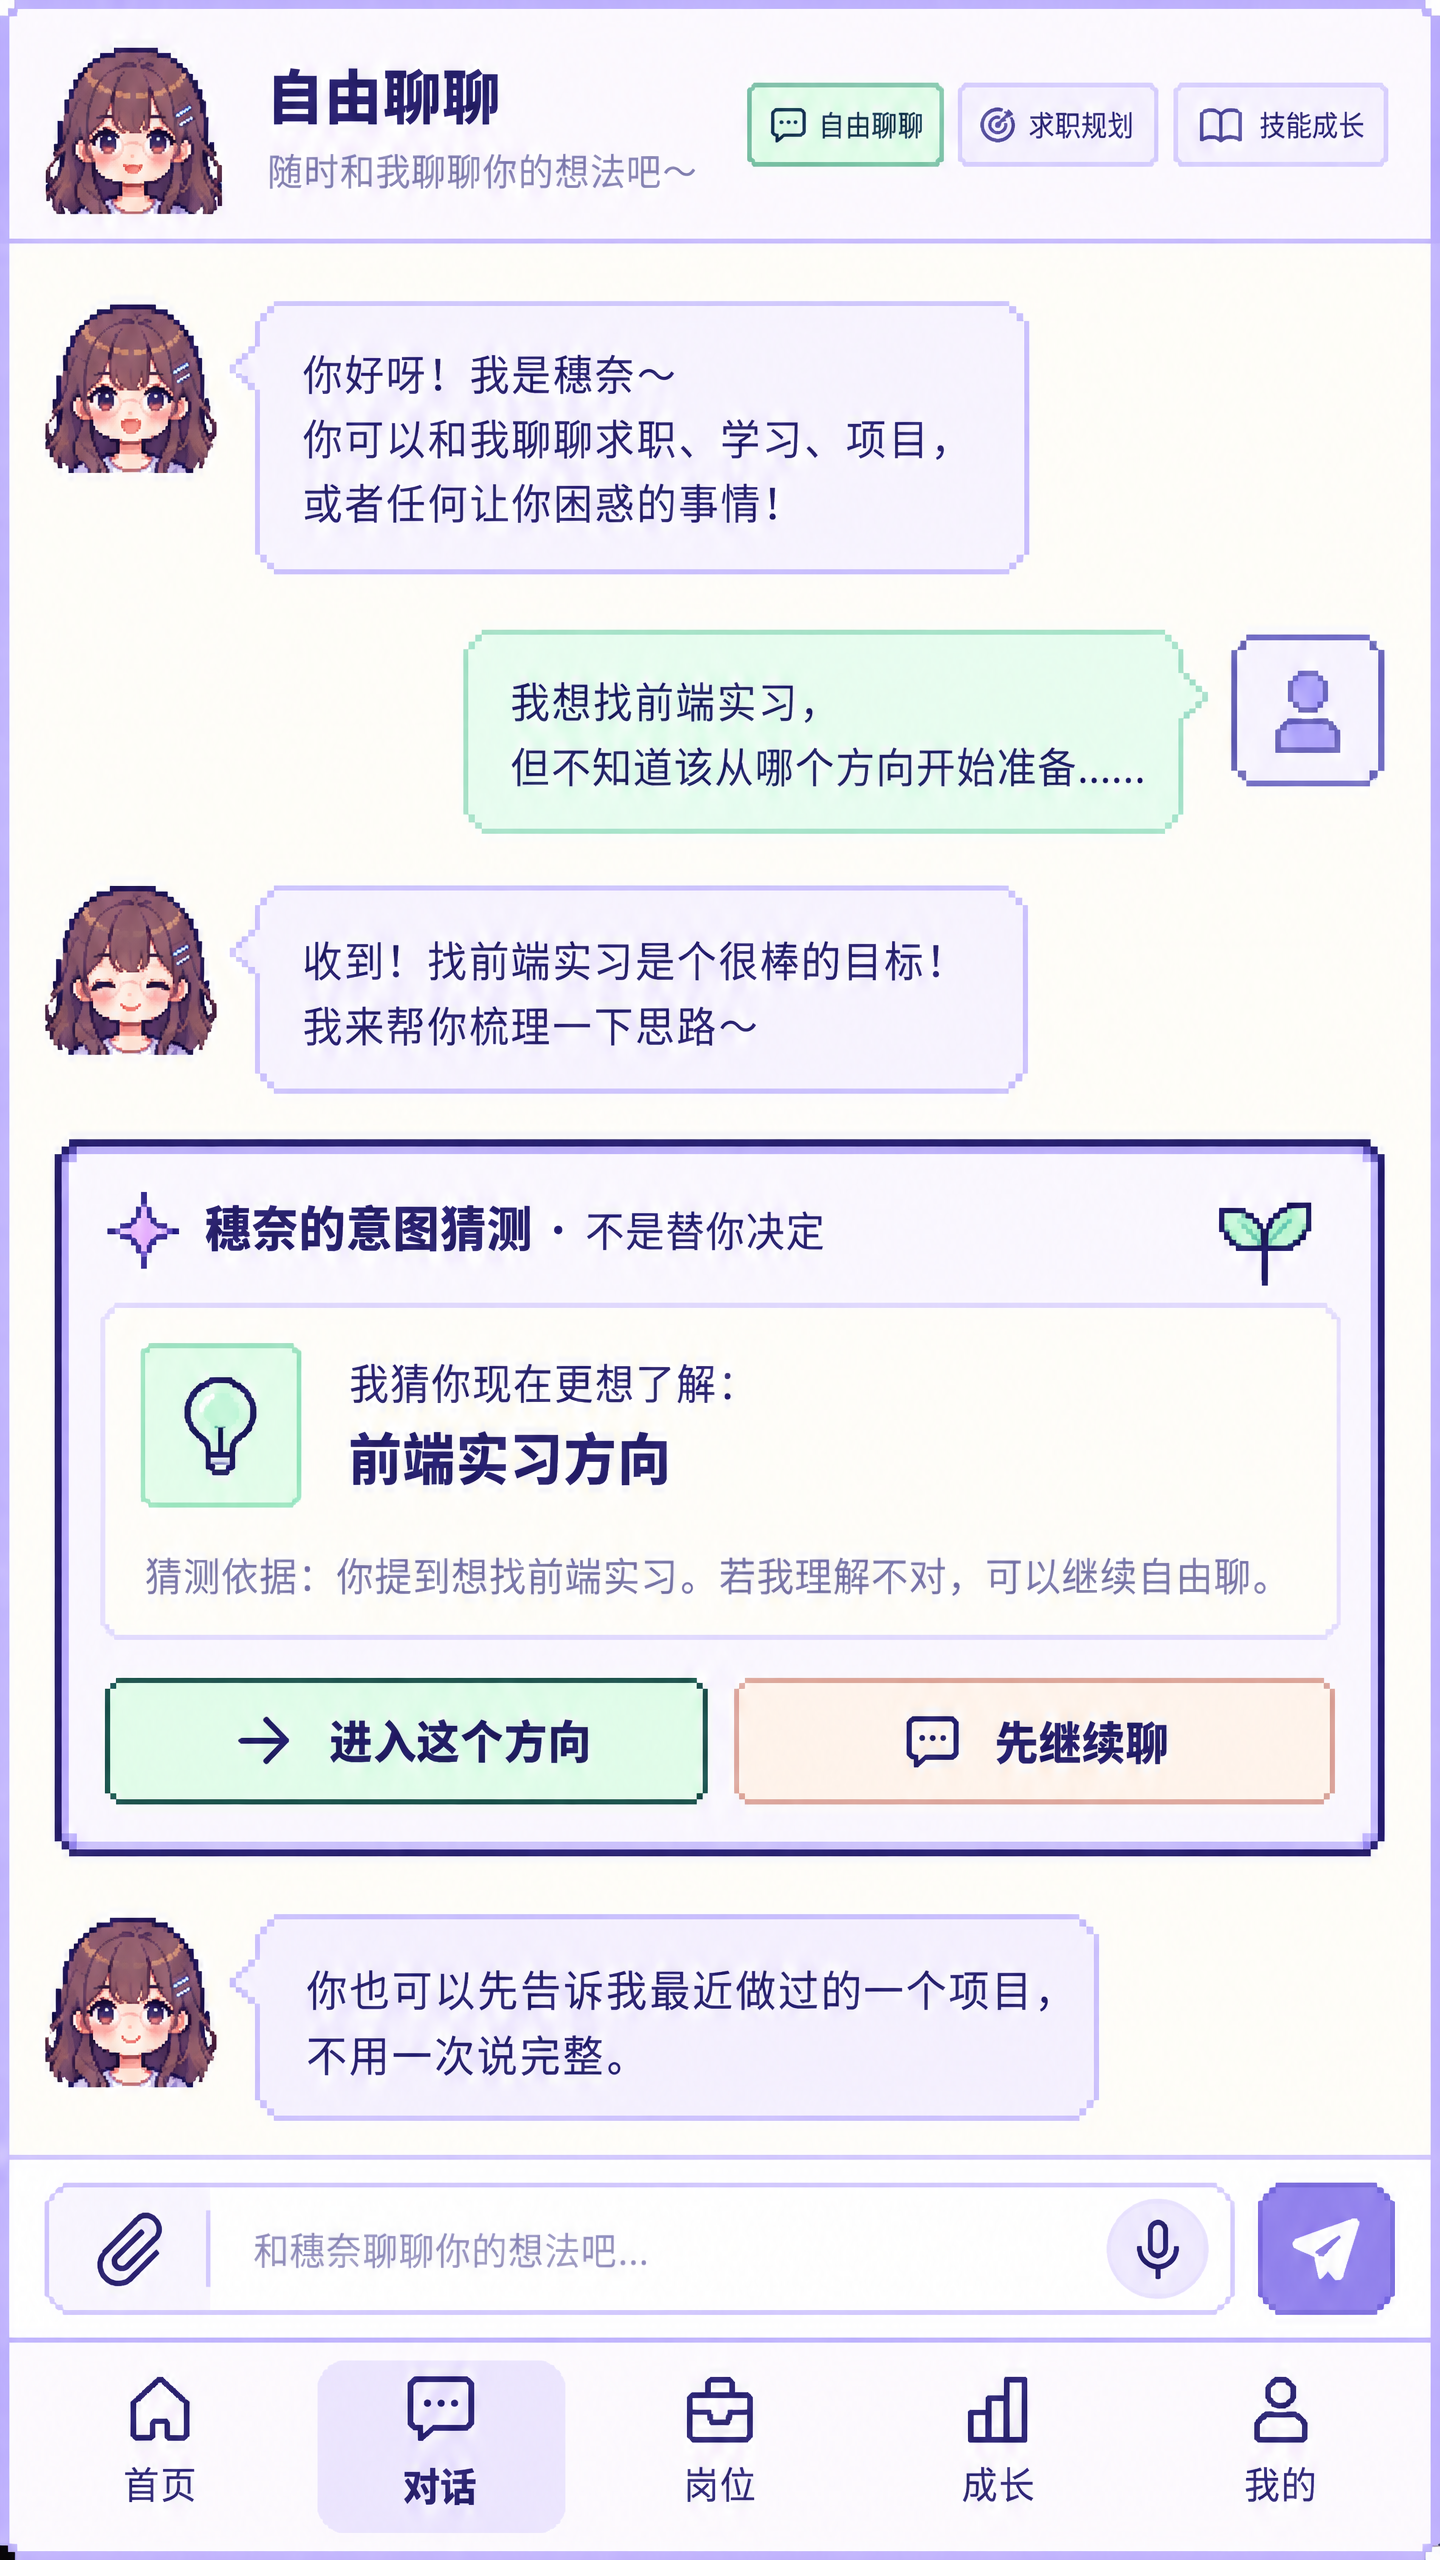 自由聊聊
随时和我聊聊你的想法吧～
自由聊聊
求职规划
技能成长
你好呀！我是穗奈～
你可以和我聊聊求职、学习、项目，
或者任何让你困惑的事情！
我想找前端实习，
但不知道该从哪个方向开始准备......
收到！找前端实习是个很棒的目标！
我来帮你梳理一下思路～
穗奈的意图猜测 · 不是替你决定
我猜你现在更想了解：
前端实习方向
猜测依据：你提到想找前端实习。若我理解不对，可以继续自由聊。
进入这个方向
先继续聊
你也可以先告诉我最近做过的一个项目，
不用一次说完整。
和穗奈聊聊你的想法吧...
首页
对话
岗位
成长
我的